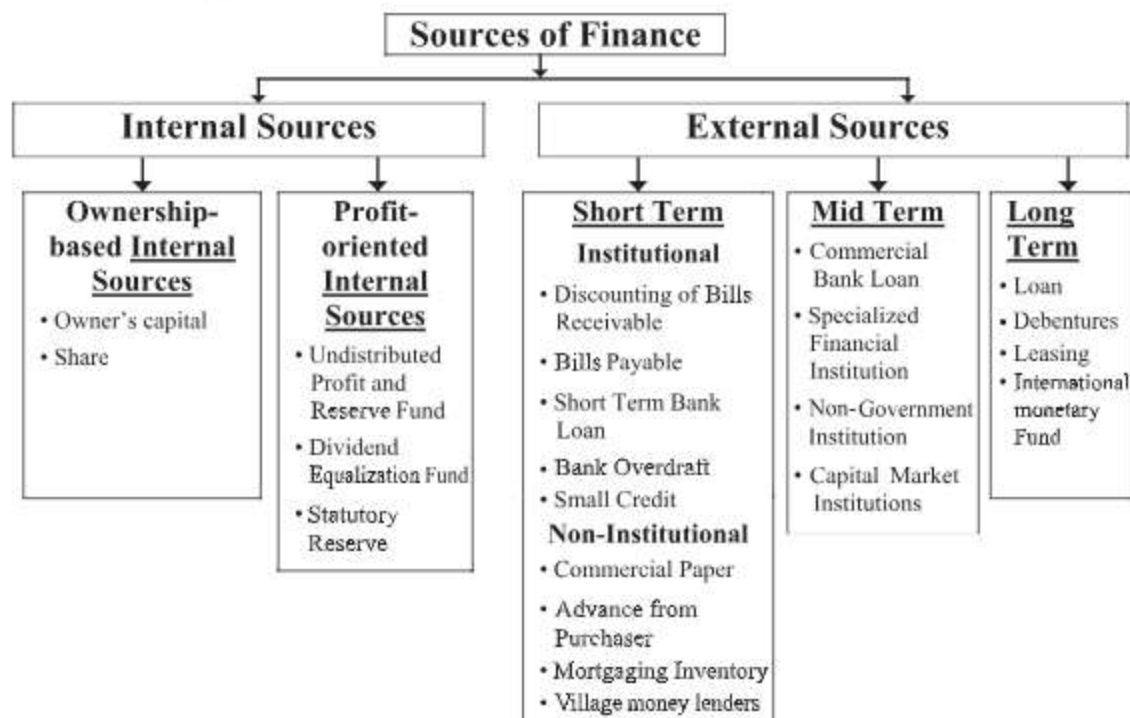 Sources of Finance
Internal Sources
External Sources
Ownership-
based Internal
Sources
• Owner's capital
• Share
Profit-
oriented
Internal
Sources
• Undistributed
Profit and
Reserve Fund
• Dividend
Equalization Fund
• Statutory
Reserve
Short Term
Institutional
• Discounting of Bills
Receivable
• Bills Payable
• Short Term Bank
Loan
• Bank Overdraft
• Small Credit
Non-Institutional
• Commercial Paper
• Advance from
Purchaser
• Mortgaging Inventory
• Village money lenders
Mid Term
• Commercial
Bank Loan
• Specialized
Financial
Institution
• Non-Government
Institution
• Capital Market
Institutions
Long
Term
• Loan
• Debentures
• Leasing
• International
monetary
Fund